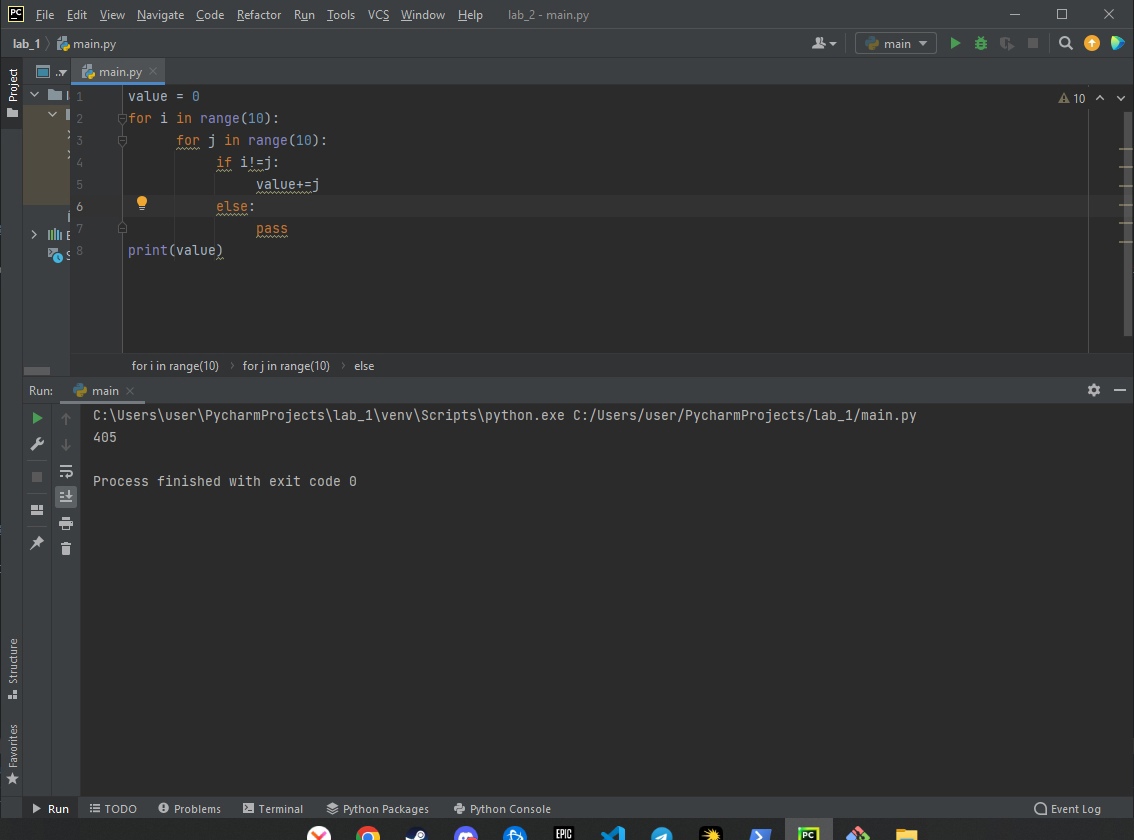 PC File Edit View Navigate Code Refactor Run Tools VCS Window Help lab_2 - main.py
lab_1 main.py main
Project .. main.py
1 value = 0 10
2 for i in range(10):
3 for j in range(10):
4 if i!=j:
5 value+=j
6 else:
7 pass
8 print(value)
for i in range(10) for j in range(10) else
Run: main
C:\Users\user\PycharmProjects\lab_1\venv\Scripts\python.exe C:/Users/user/PycharmProjects/lab_1/main.py
405
Process finished with exit code 0
Structure
Favorites
Run TODO Problems Terminal Python Packages Python Console Event Log
EPIC PC